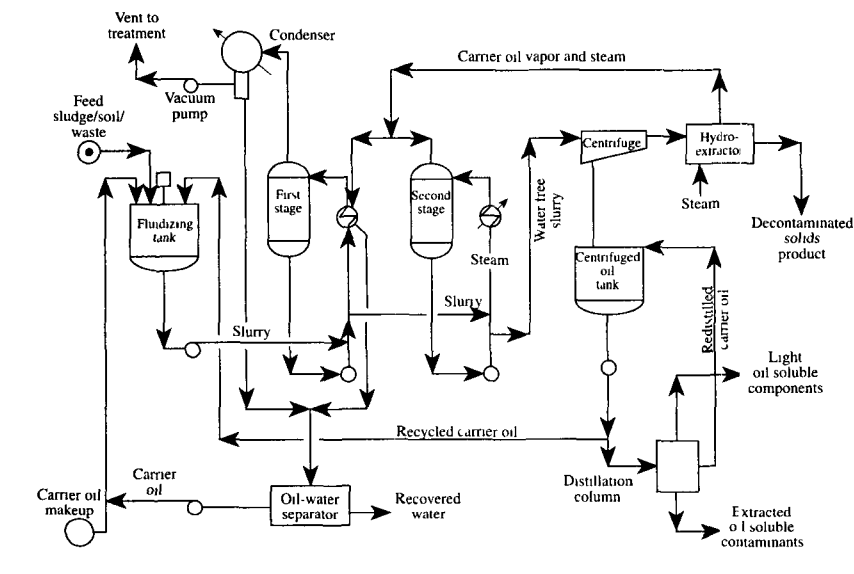 Vent to
treatment
Condenser
Carrier oil vapor and steam
Vacuum
pump
Feed
sludge/soil/
waste
Centrifuge
Hydro-
extractor
First
stage
Second
stage
Water free
slurry
Steam
Fluidizing
tank
Decontaminated
solids
product
Steam
Centrifuged
oil
tank
Slurry
Slurry
Redistilled
carrier oil
Light
oil soluble
components
Recycled carrier oil
Distillation
column
Carrier
oil
Carrier oil
makeup
Oil-water
separator
Recovered
water
Extracted
oil soluble
contaminants